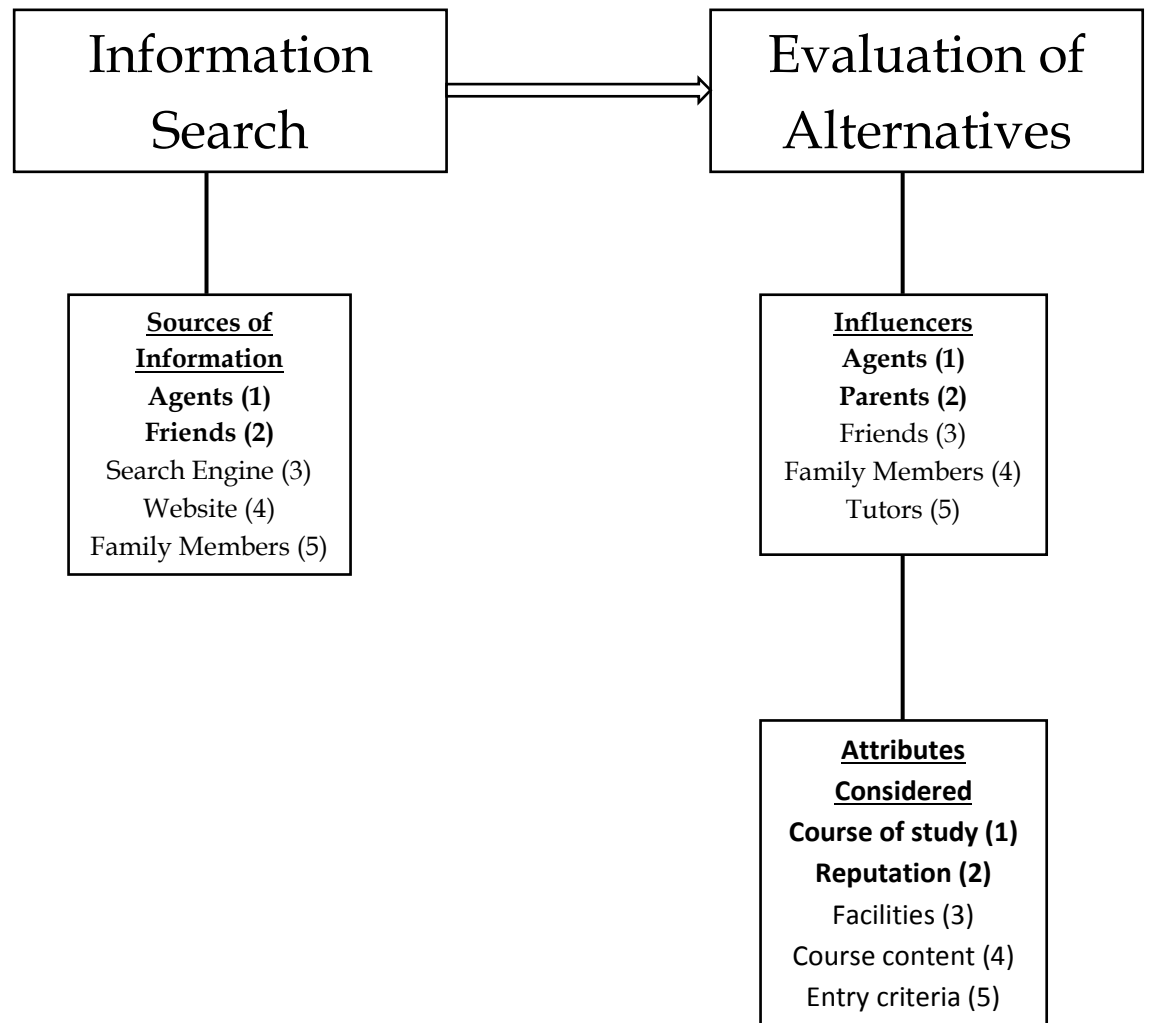 Information
Search
Evaluation of
Alternatives
Sources of
Information
Agents (1)
Friends (2)
Search Engine (3)
Website (4)
Family Members (5)
Influencers
Agents (1)
Parents (2)
Friends (3)
Family Members (4)
Tutors (5)
Attributes
Considered
Course of study (1)
Reputation (2)
Facilities (3)
Course content (4)
Entry criteria (5)